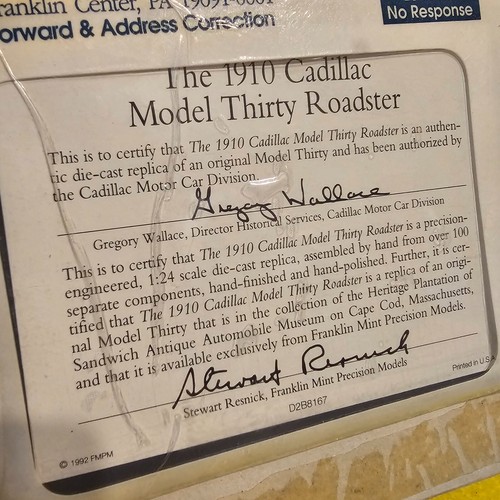 ranklin Center, PA 19091-0001
orward & Address Correction
No Response
The 1910 Cadillac
Model Thirty Roadster
This is to certify that The 1910 Cadillac Model Thirty Roadster is an authen-
tic die-cast replica of an original Model Thirty and has been authorized by
the Cadillac Motor Car Division.
Gregory Wallace
Gregory Wallace, Director Historical Services, Cadillac Motor Car Division
This is to certify that The 1910 Cadillac Model Thirty Roadster is a precision-
engineered, 1:24 scale die-cast replica, assembled by hand from over 100
separate components, hand-finished and hand-polished. Further, it is cer-
tified that The 1910 Cadillac Model Thirty Roadster is a replica of an origi-
nal Model Thirty that is in the collection of the Heritage Plantation of
Sandwich Antique Automobile Museum on Cape Cod, Massachusetts,
and that it is available exclusively from Franklin Mint Precision Models.
Stewart Resnick
Stewart Resnick, Franklin Mint Precision Models
Printed in U.S.A
D2B8167
© 1992 FMPM